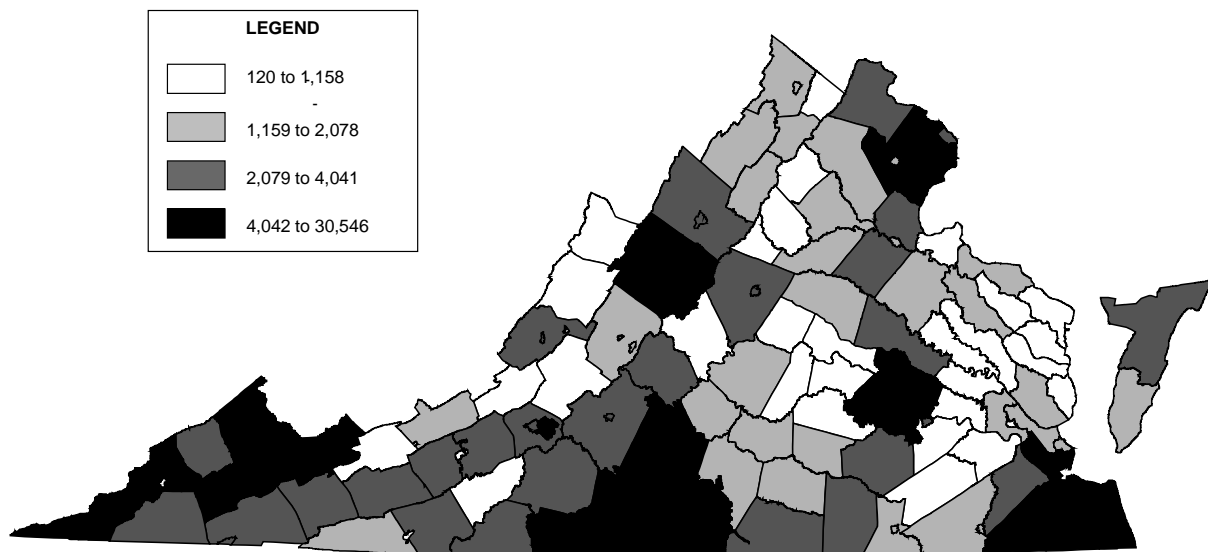 LEGEND
120 to 1,158
-
1,159 to 2,078
2,079 to 4,041
4,042 to 30,546